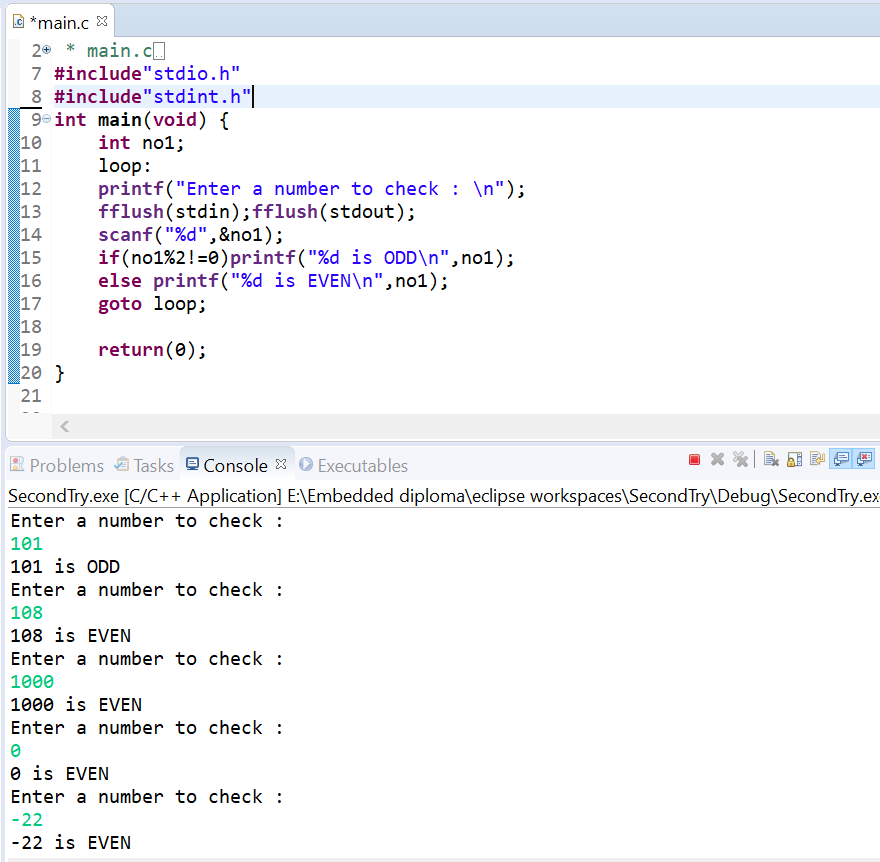 *main.c
2 * main.c
7 #include"stdio.h"
8 #include"stdint.h"
9 int main(void) {
10     int no1;
11     loop:
12     printf("Enter a number to check : \n");
13     fflush(stdin);fflush(stdout);
14     scanf("%d",&no1);
15     if(no1%2!=0)printf("%d is ODD\n",no1);
16     else printf("%d is EVEN\n",no1);
17     goto loop;
18
19     return(0);
20 }
21
Problems Tasks Console Executables
SecondTry.exe [C/C++ Application] E:\Embedded diploma\eclipse workspaces\SecondTry\Debug\SecondTry.exe
Enter a number to check :
101
101 is ODD
Enter a number to check :
108
108 is EVEN
Enter a number to check :
1000
1000 is EVEN
Enter a number to check :
0
0 is EVEN
Enter a number to check :
-22
-22 is EVEN